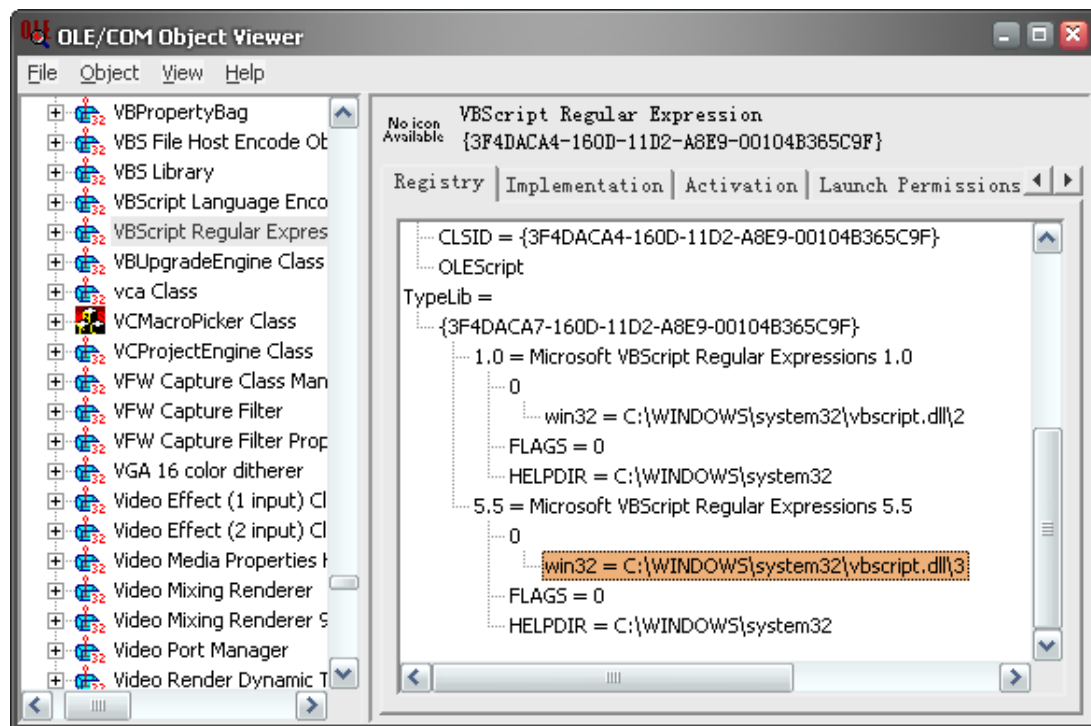 OLE/COM Object Viewer
File Object View Help
VBPropertyBag
VBS File Host Encode Ob
VBS Library
VBScript Language Enco
VBScript Regular Expres
VBUpgradeEngine Class
vca Class
VCMacroPicker Class
VCProjectEngine Class
VFW Capture Class Man
VFW Capture Filter
VFW Capture Filter Prop
VGA 16 color ditherer
Video Effect (1 input) Cl
Video Effect (2 input) Cl
Video Media Properties H
Video Mixing Renderer
Video Mixing Renderer 9
Video Port Manager
Video Render Dynamic T
No icon
Available
VBScript Regular Expression
{3F4DACA4-160D-11D2-A8E9-00104B365C9F}
Registry Implementation Activation Launch Permissions
CLSID = {3F4DACA4-160D-11D2-A8E9-00104B365C9F}
OLEScript
TypeLib =
{3F4DACA7-160D-11D2-A8E9-00104B365C9F}
1.0 = Microsoft VBScript Regular Expressions 1.0
0
win32 = C:\WINDOWS\system32\vbscript.dll\2
FLAGS = 0
HELPDIR = C:\WINDOWS\system32
5.5 = Microsoft VBScript Regular Expressions 5.5
0
win32 = C:\WINDOWS\system32\vbscript.dll\3
FLAGS = 0
HELPDIR = C:\WINDOWS\system32